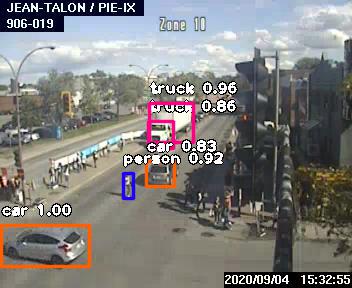 JEAN-TALON / PIE-IX
906-019
Zone 10
truck 0.96
truck 0.86
car 0.83
person 0.92
car 1.00
2020/09/04 15:32:55